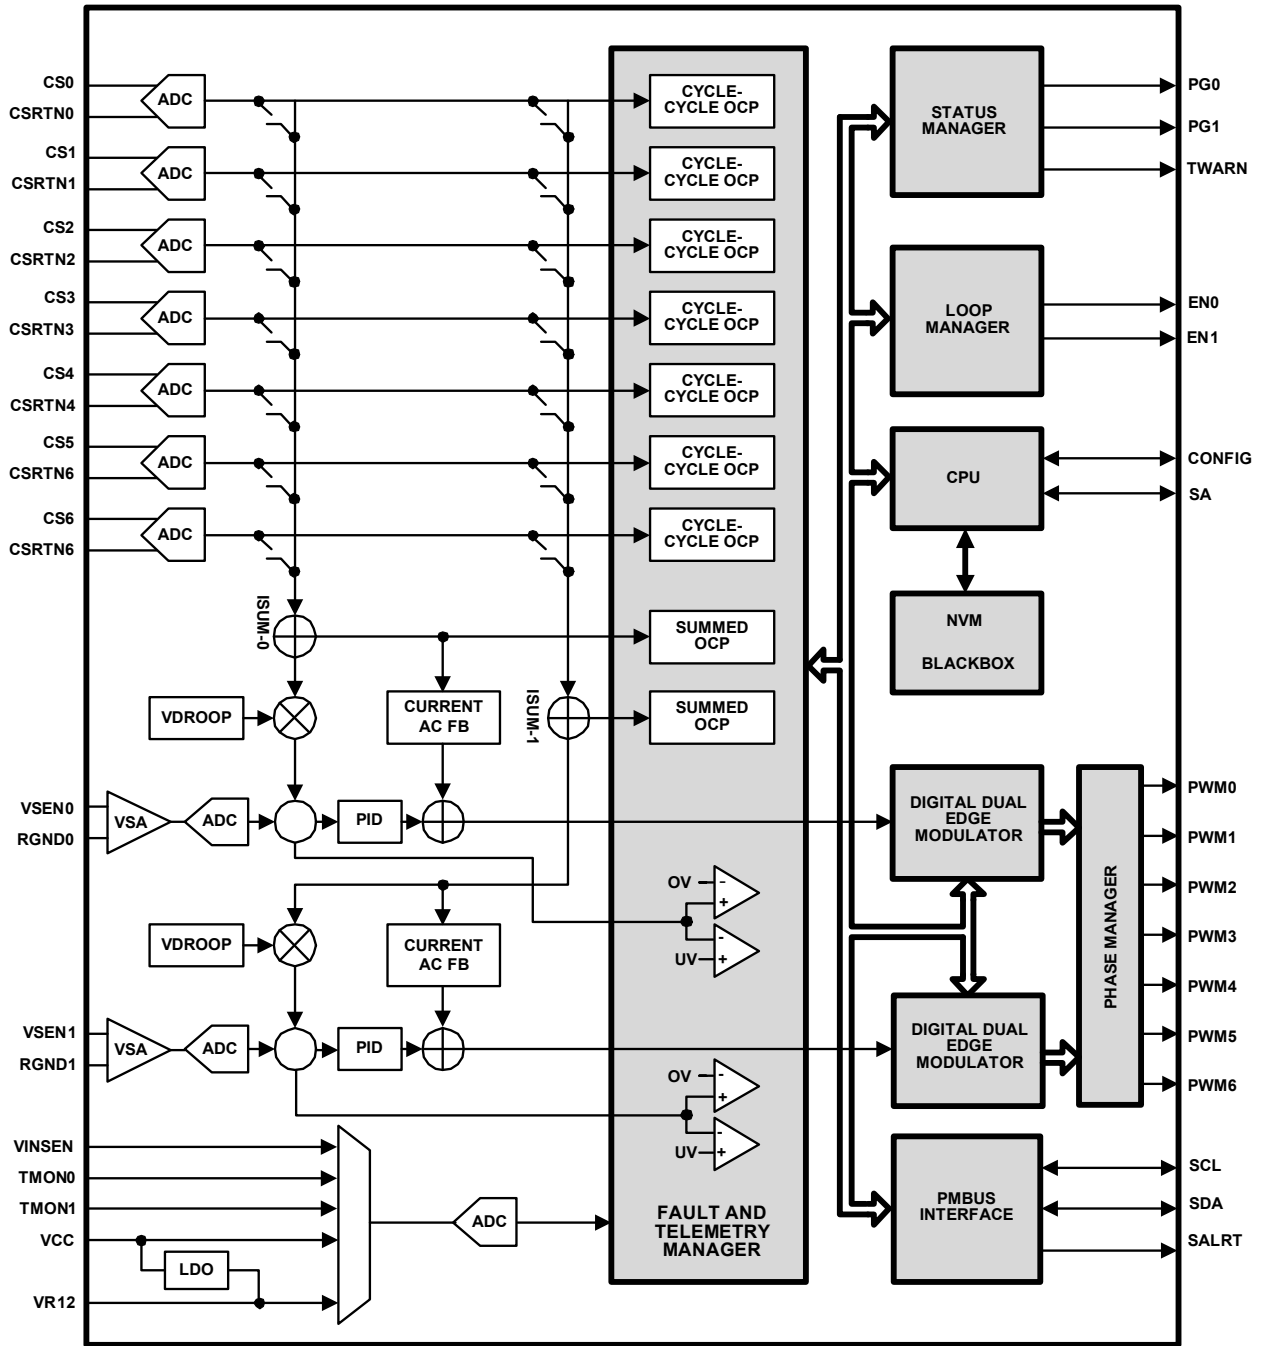 CS0
CSRTN0
ADC
CYCLE-
CYCLE OCP
CS1
CSRTN1
ADC
CYCLE-
CYCLE OCP
CS2
CSRTN2
ADC
CYCLE-
CYCLE OCP
CS3
CSRTN3
ADC
CYCLE-
CYCLE OCP
CS4
CSRTN4
ADC
CYCLE-
CYCLE OCP
CS5
CSRTN6
ADC
CYCLE-
CYCLE OCP
CS6
CSRTN6
ADC
CYCLE-
CYCLE OCP
ISUM-0
SUMMED
OCP
VDROOP
CURRENT
AC FB
ISUM-1
SUMMED
OCP
VSEN0
RGND0
VSA
ADC
PID
OV
-
+
-
UV
+
VDROOP
CURRENT
AC FB
VSEN1
RGND1
VSA
ADC
PID
OV
-
+
-
UV
+
VINSEN
TMON0
TMON1
VCC
LDO
VR12
ADC
FAULT AND
TELEMETRY
MANAGER
STATUS
MANAGER
PG0
PG1
TWARN
LOOP
MANAGER
EN0
EN1
CPU
CONFIG
SA
NVM
BLACKBOX
DIGITAL DUAL
EDGE
MODULATOR
DIGITAL DUAL
EDGE
MODULATOR
PHASE MANAGER
PWM0
PWM1
PWM2
PWM3
PWM4
PWM5
PWM6
PMBUS
INTERFACE
SCL
SDA
SALRT